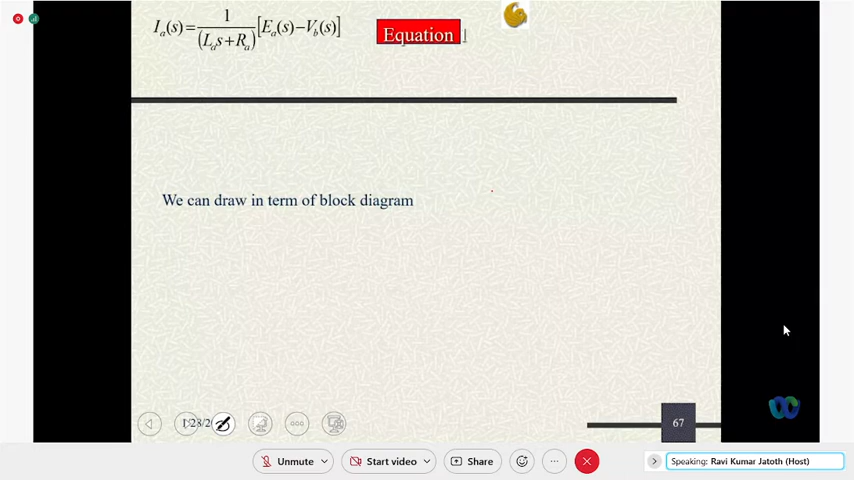 I_a(s)=1/(L_a s+R_a)[E_a(s)−V_b(s)]
Equation 1
We can draw in term of block diagram
67
Unmute
Start video
Share
Speaking: Ravi Kumar Jatoth (Host)